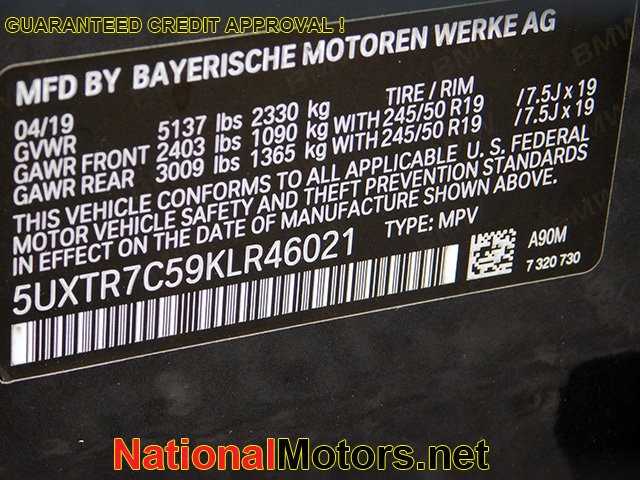 GUARANTEED CREDIT APPROVAL !
MFD BY BAYERISCHE MOTOREN WERKE AG
04/19 TIRE / RIM
GVWR 5137 lbs 2330 kg
GAWR FRONT 2403 lbs 1090 kg WITH 245/50 R19 / 7.5J x 19
GAWR REAR 3009 lbs 1365 kg WITH 245/50 R19 / 7.5J x 19
THIS VEHICLE CONFORMS TO ALL APPLICABLE U. S. FEDERAL
MOTOR VEHICLE SAFETY AND THEFT PREVENTION STANDARDS
IN EFFECT ON THE DATE OF MANUFACTURE SHOWN ABOVE.
5UXTR7C59KLR46021 TYPE: MPV
A90M
7 320 730
NationalMotors.net